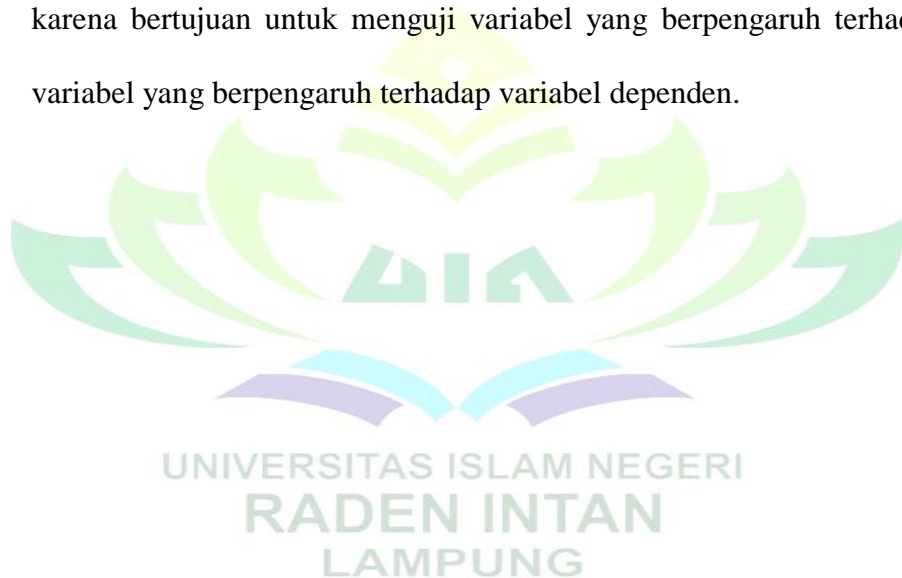 karena bertujuan untuk menguji variabel yang berpengaruh
variabel yang berpengaruh terhadap variabel dependen.
UIN
UNIVERSITAS ISLAM NEGERI
RADEN INTAN
LAMPUNG